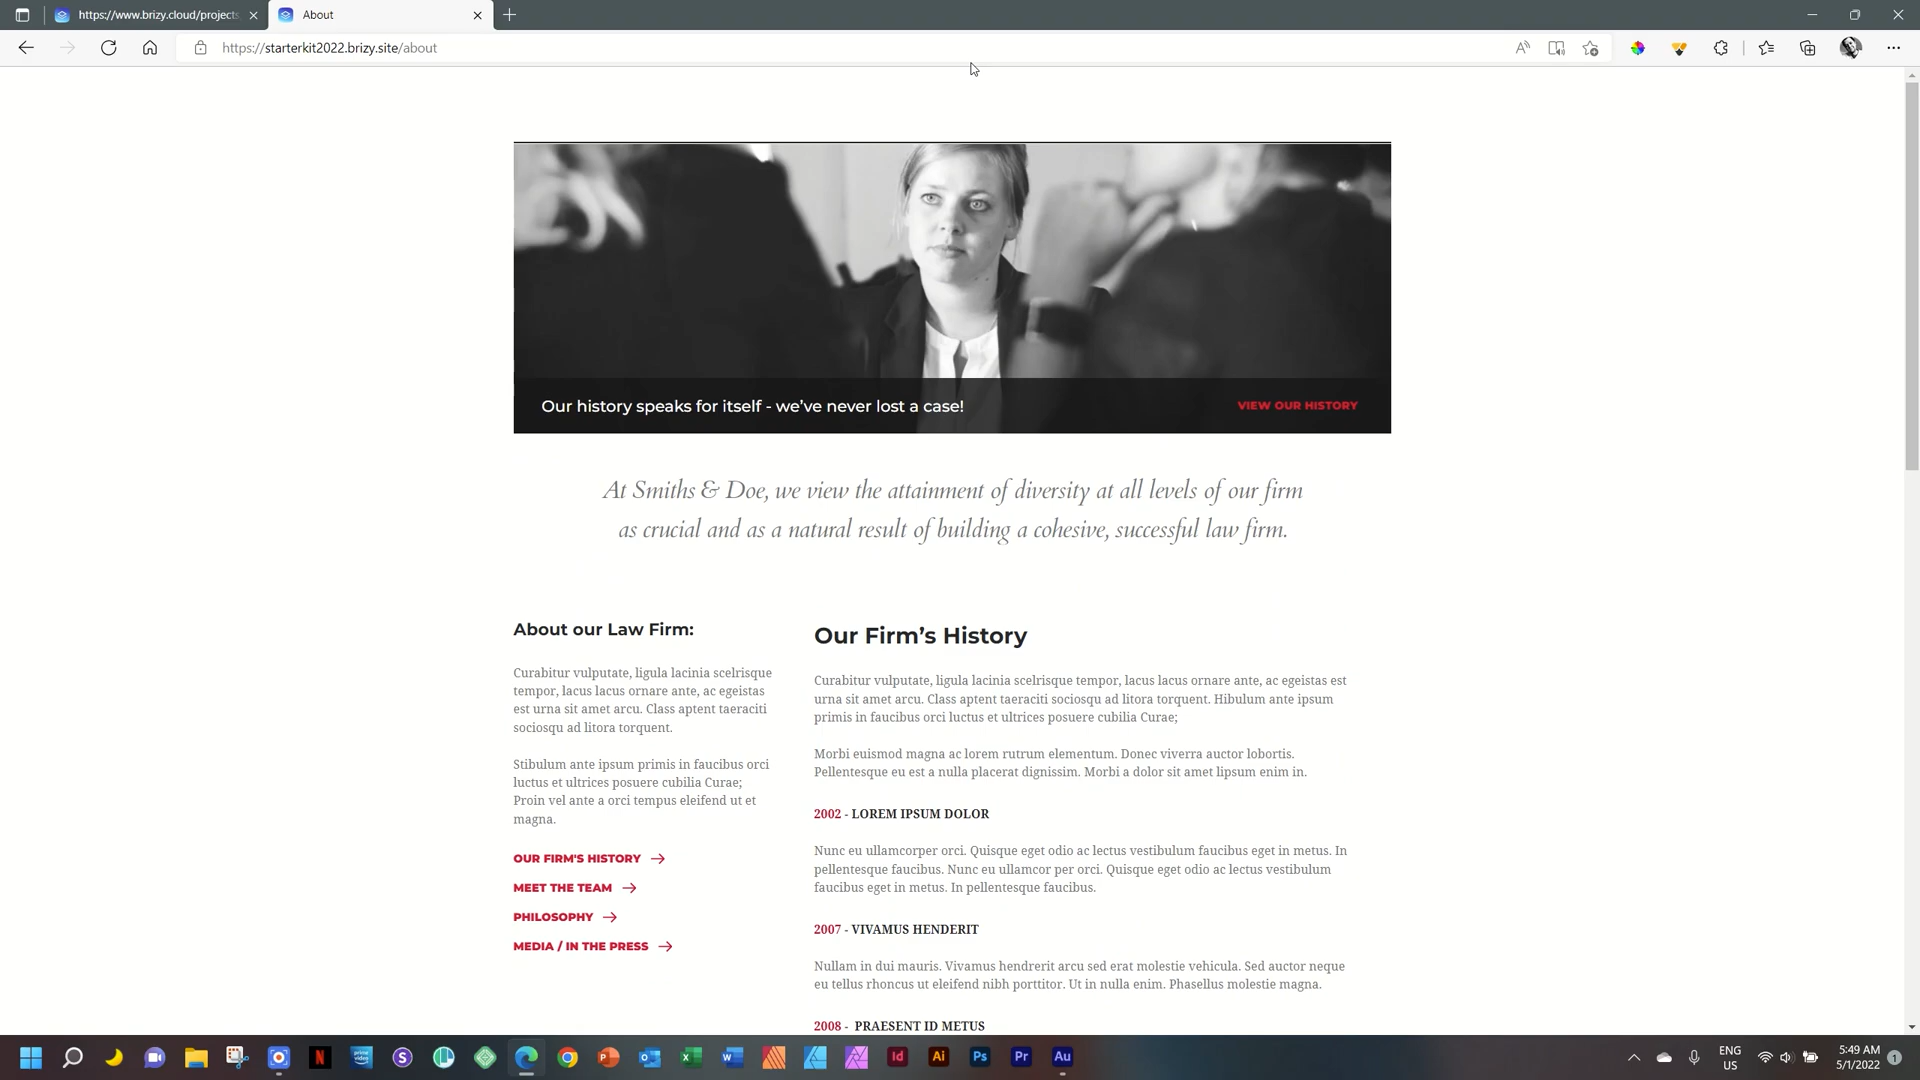 https://www.brizy.cloud/projects
About
https://starterkit2022.brizy.site/about
Our history speaks for itself - we've never lost a case!
VIEW OUR HISTORY
At Smiths & Doe, we view the attainment of diversity at all levels of our firm
as crucial and as a natural result of building a cohesive, successful law firm.
About our Law Firm:
Curabitur vulputate, ligula lacinia scelerisque
tempor, lacus lacus ornare ante, ac egeistas
est urna sit amet arcu. Class aptent taeraciti
sociosqu ad litora torquent.
Stibulum ante ipsum primis in faucibus orci
luctus et ultrices posuere cubilia Curae;
Proin vel ante a orci tempus eleifend ut et
magna.
OUR FIRM'S HISTORY
MEET THE TEAM
PHILOSOPHY
MEDIA / IN THE PRESS
Our Firm's History
Curabitur vulputate, ligula lacinia scelerisque tempor, lacus lacus ornare ante, ac egeistas est
urna sit amet arcu. Class aptent taeraciti sociosqu ad litora torquent. Hibulum ante ipsum
primis in faucibus orci luctus et ultrices posuere cubilia Curae;
Morbi euismod magna ac lorem rutrum elementum. Donec viverra auctor lobortis.
Pellentesque eu est a nulla placerat dignissim. Morbi a dolor sit amet lipsum enim in.
2002 - LOREM IPSUM DOLOR
Nunc eu ullamcorper orci. Quisque eget odio ac lectus vestibulum faucibus eget in metus. In
pellentesque faucibus. Nunc eu ullamcor per orci. Quisque eget odio ac lectus vestibulum
faucibus eget in metus. In pellentesque faucibus.
2007 - VIVAMUS HENDERIT
Nullam in dui mauris. Vivamus hendrerit arcu sed erat molestie vehicula. Sed auctor neque
eu tellus rhoncus ut eleifend nibh porttitor. Ut in nulla enim. Phasellus molestie magna.
2008 - PRAESENT ID METUS
prime video
Id
Ai
Ps
Pr
Au
ENG
US
5:49 AM
5/1/2022
1